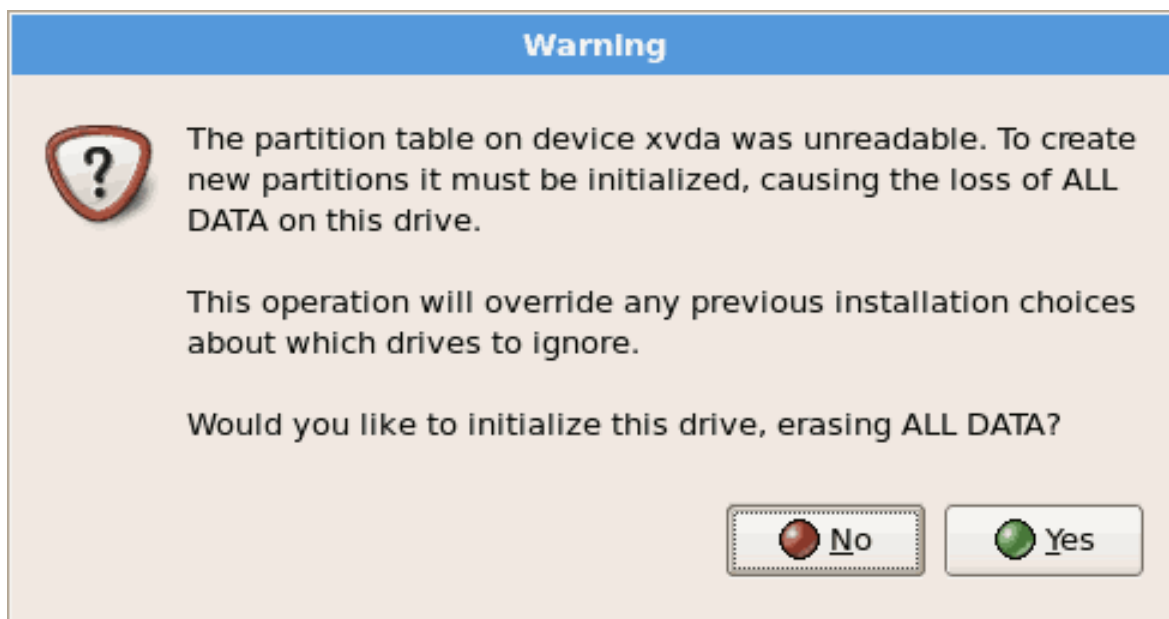 Warning
The partition table on device xvda was unreadable. To create
new partitions it must be initialized, causing the loss of ALL
DATA on this drive.
This operation will override any previous installation choices
about which drives to ignore.
Would you like to initialize this drive, erasing ALL DATA?
?
No
Yes